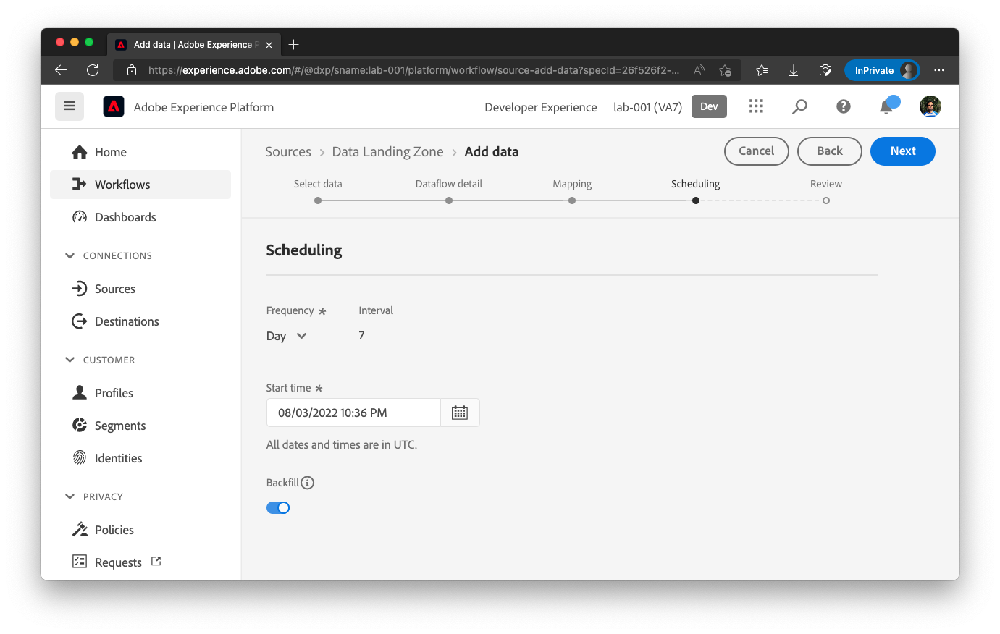 Add data | Adobe Experience P
https://experience.adobe.com/#/@dxp/sname:lab-001/platform/workflow/source-add-data?specId=26f526f2-...
InPrivate
Adobe Experience Platform
Developer Experience
lab-001 (VA7)
Dev
Home
Workflows
Dashboards
CONNECTIONS
Sources
Destinations
CUSTOMER
Profiles
Segments
Identities
PRIVACY
Policies
Requests
Sources > Data Landing Zone > Add data
Cancel
Back
Next
Select data
Dataflow detail
Mapping
Scheduling
Review
Scheduling
Frequency *
Interval
Day
7
Start time *
08/03/2022 10:36 PM
All dates and times are in UTC.
Backfill